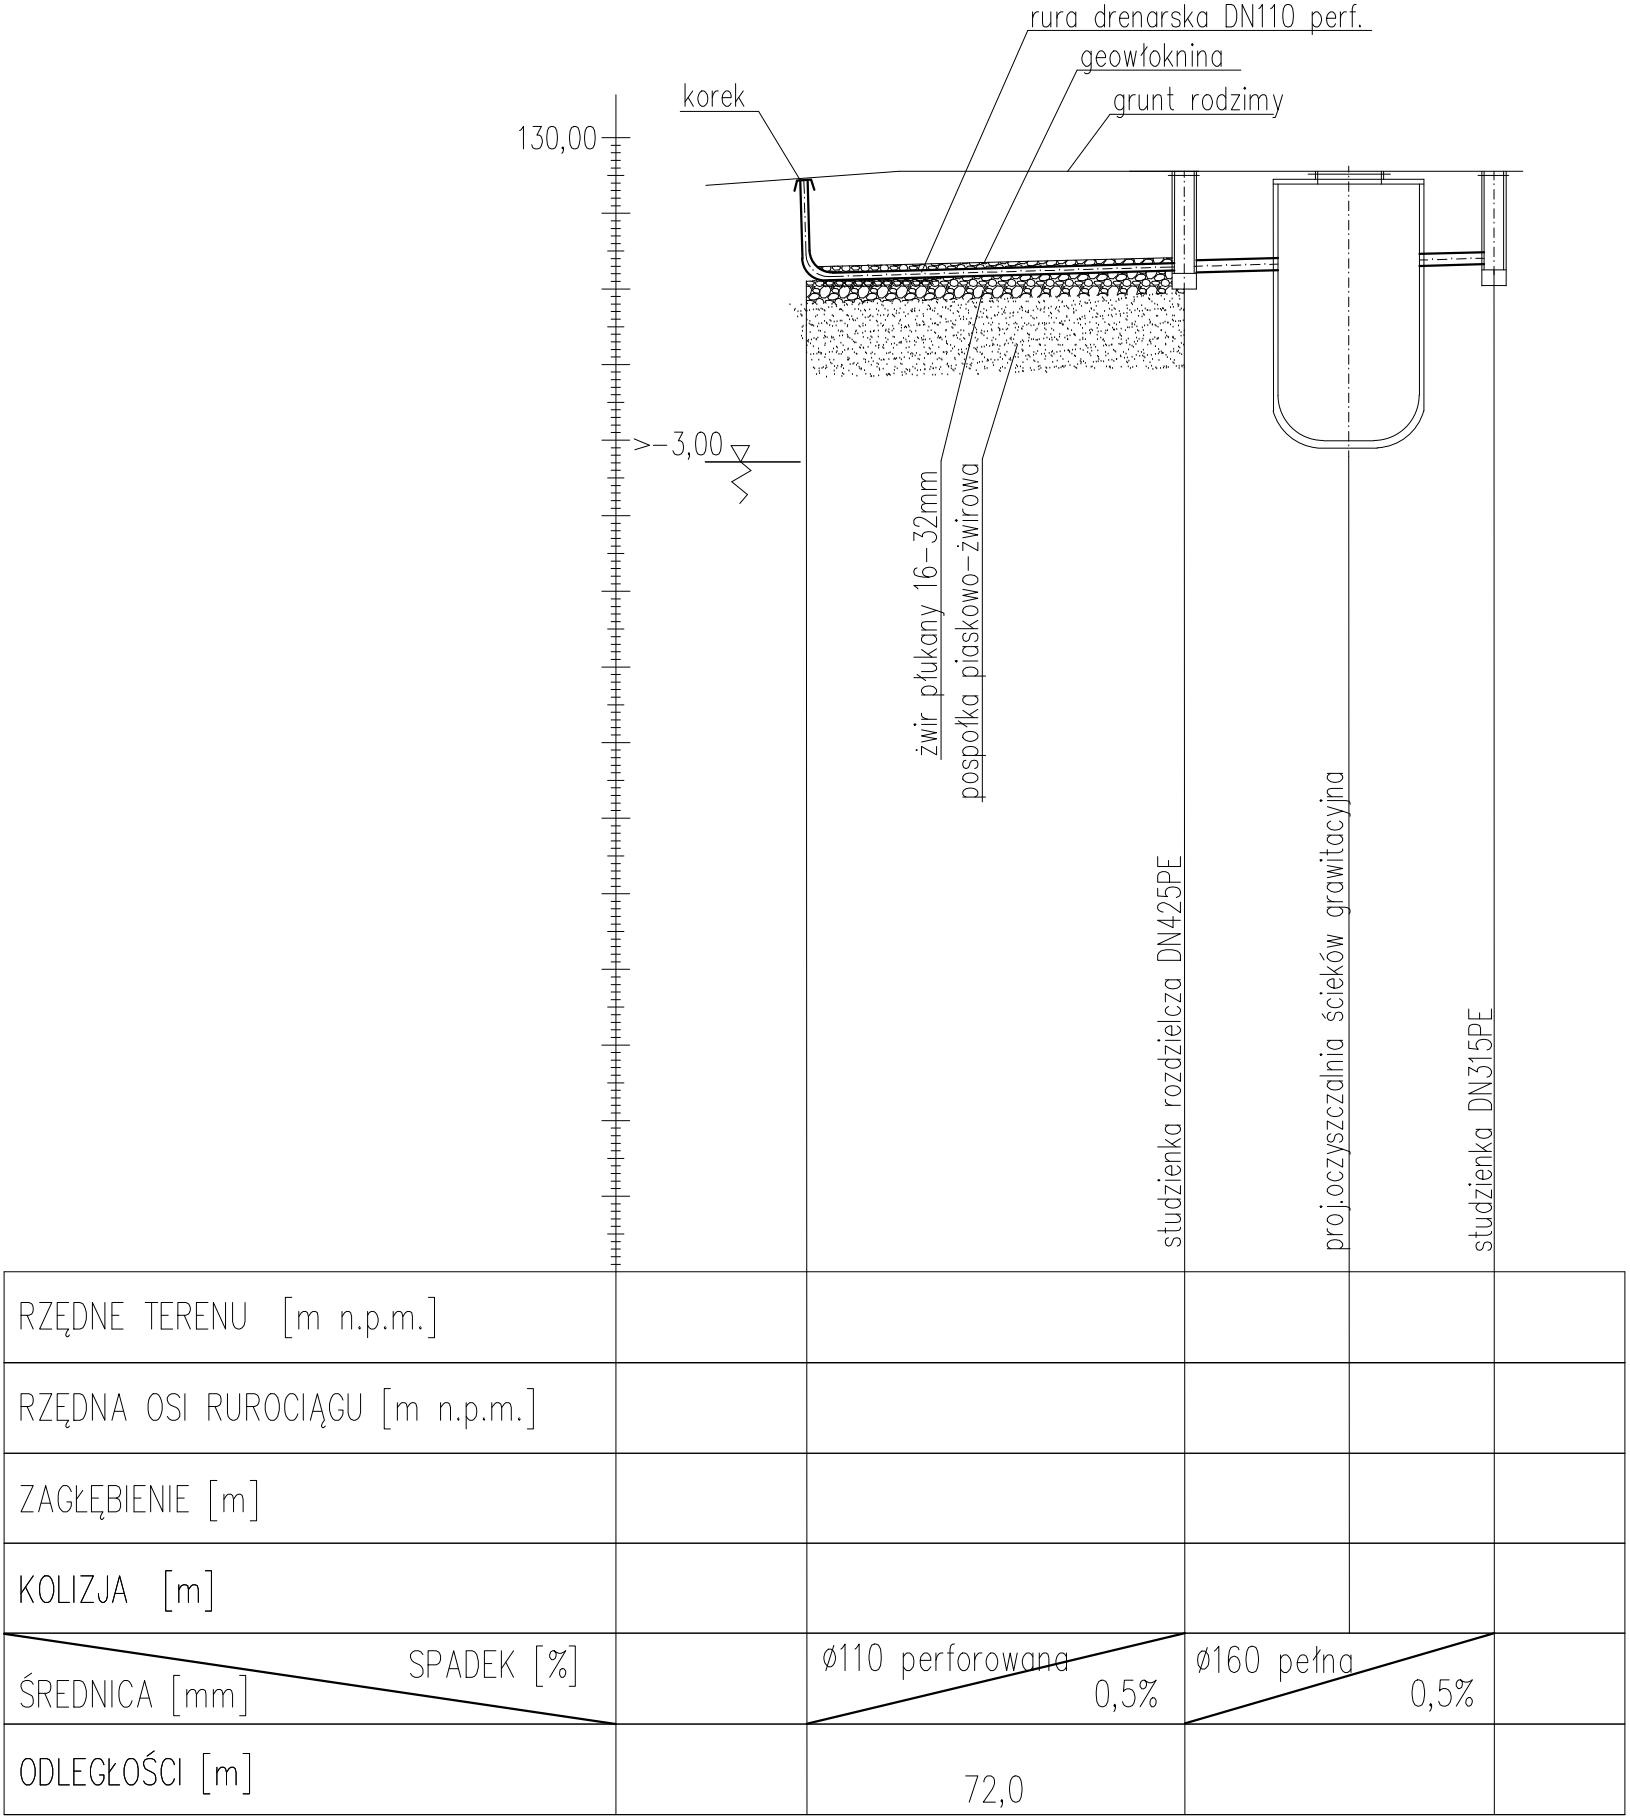 rura drenarska DN110 perf.
geowłoknina
grunt rodzimy
korek
130,00
>-3,00
żwir płukany 16-32mm
pospołka piaskowo-żwirowa
studzienka rozdzielcza DN425PE
proj.oczyszczalnia ścieków grawitacyjna
studzienka DN315PE
RZĘDNE TERENU [m n.p.m.]
RZĘDNA OSI RUROCIĄGU [m n.p.m.]
ZAGŁĘBIENIE [m]
KOLIZJA [m]
SPADEK [%]
ŚREDNICA [mm]
Ø110 perforowana
0,5%
Ø160 pełna
0,5%
ODLEGŁOŚCI [m]
72,0